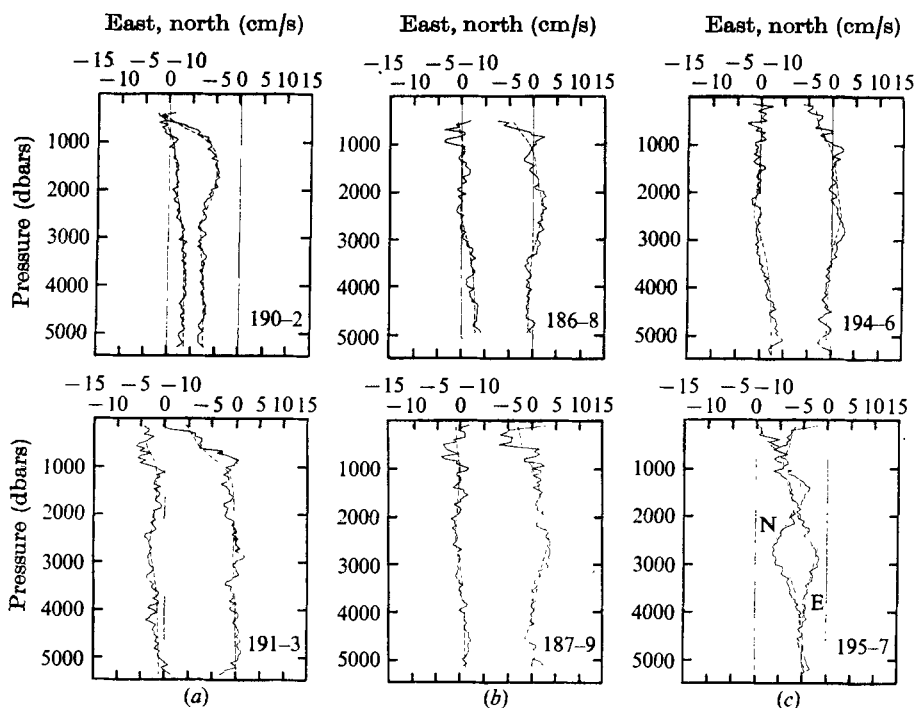 East, north (cm/s) East, north (cm/s) East, north (cm/s)
−15 −5 −10 −15 −5 −10 −15 −5 −10
−10 0 −5 0 5 10 15 −10 0 −5 0 5 10 15 −10 0 −5 0 5 10 15
Pressure (dbars)
1000 1000 1000
2000 2000 2000
3000 3000 3000
4000 4000 4000
5000 5000 5000
190–2 186–8 194–6
−15 −5 −10 −15 −5 −10 −15 −5 −10
−10 0 −5 0 5 10 15 −10 0 −5 0 5 10 15 −10 0 −5 0 5 10 15
Pressure (dbars)
1000 1000 1000
2000 2000 2000
N
3000 3000 3000
4000 4000 4000
E
5000 5000 5000
191–3 187–9 195–7
(a) (b) (c)